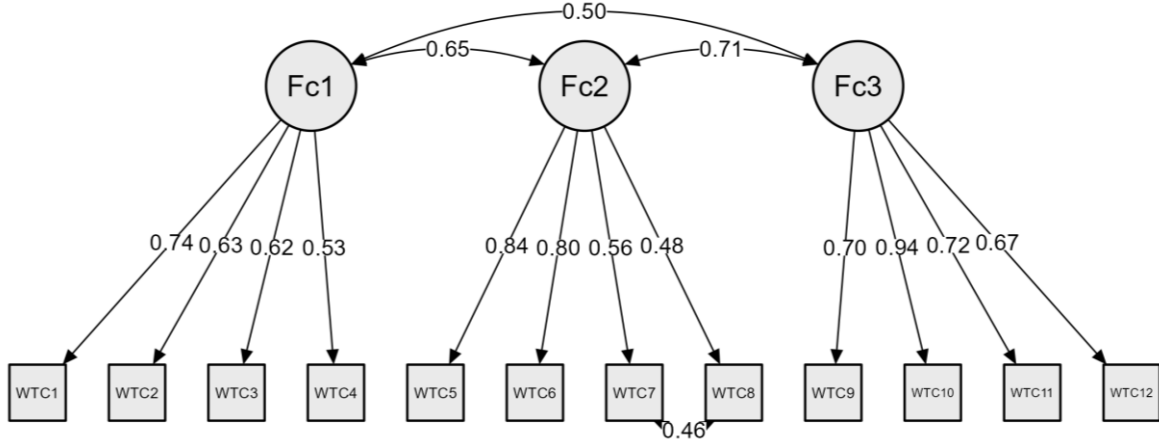 0.50
0.65 0.71
Fc1 Fc2 Fc3
0.74 0.63 0.62 0.53 0.84 0.80 0.56 0.48 0.70 0.94 0.72 0.67
WTC1 WTC2 WTC3 WTC4 WTC5 WTC6 WTC7 WTC8 WTC9 WTC10 WTC11 WTC12
0.46